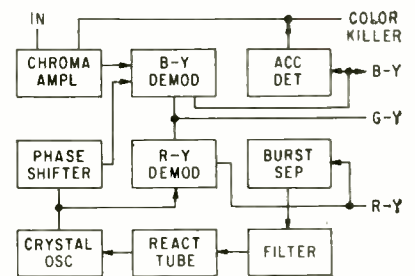 IN
COLOR
KILLER
CHROMA
AMPL
B-Y
DEMOD
ACC
DET
B-Y
G-Y
PHASE
SHIFTER
R-Y
DEMOD
BURST
SEP
R-Y
CRYSTAL
OSC
REACT
TUBE
FILTER